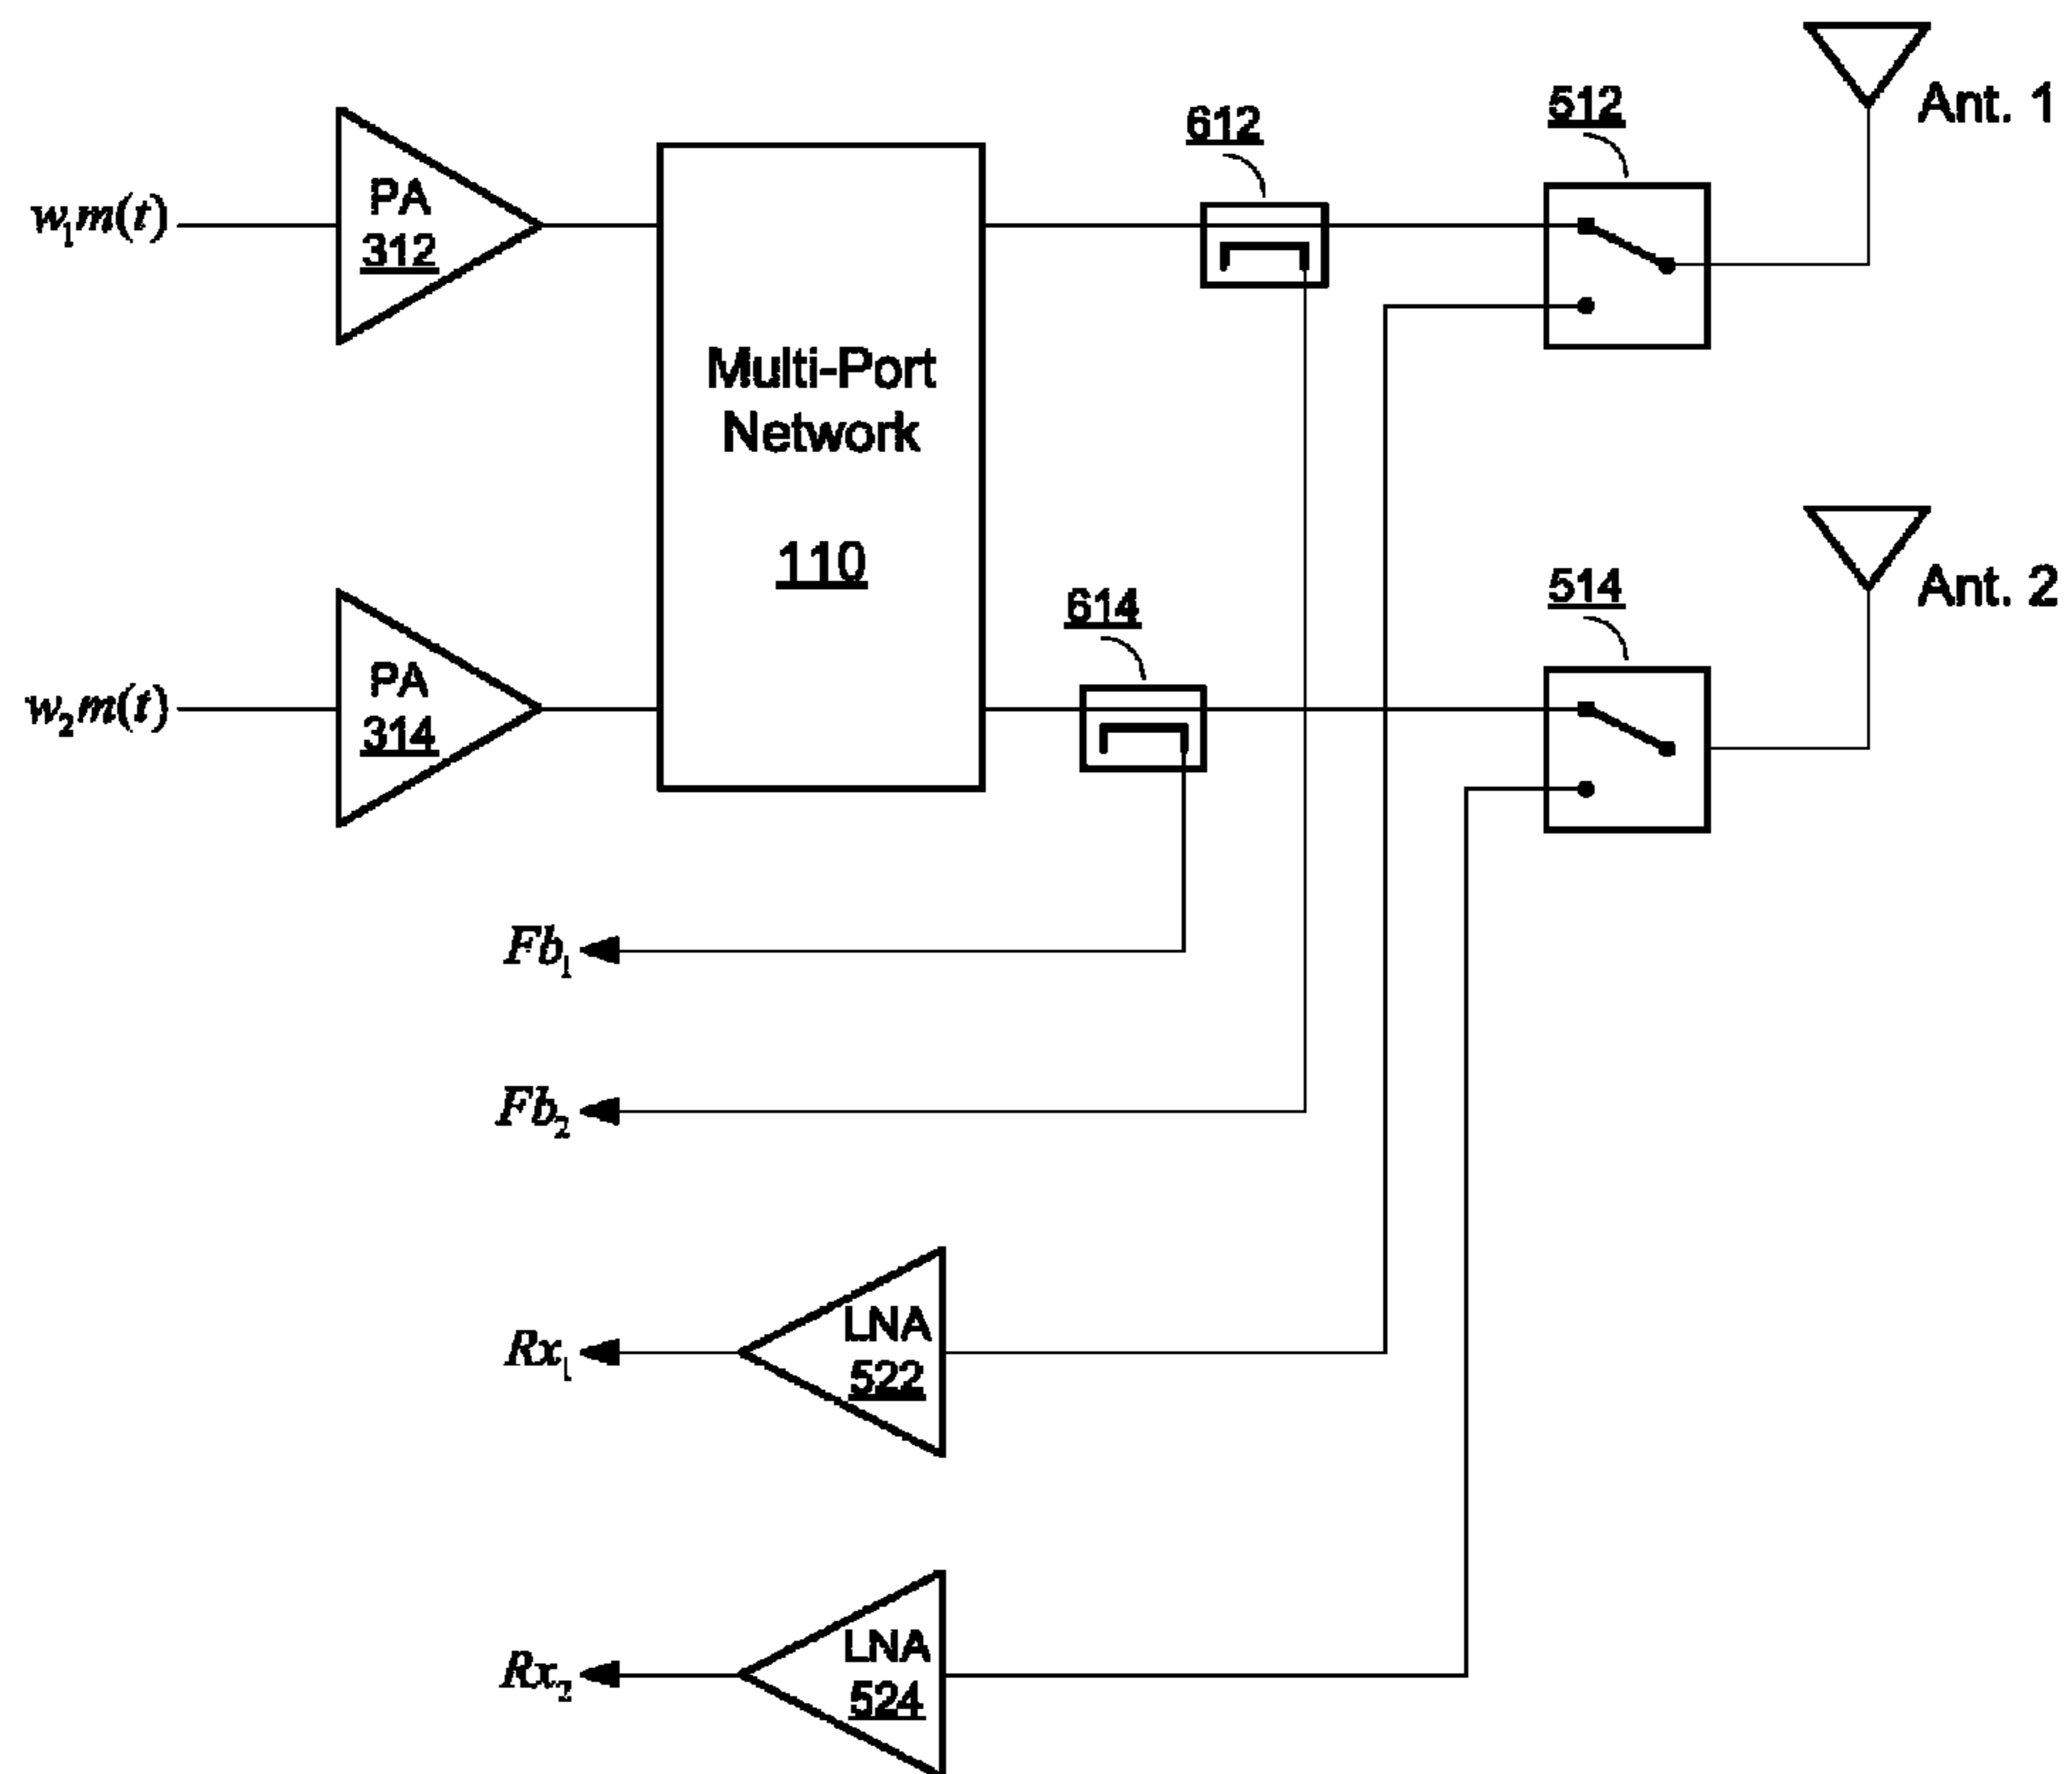 Ant. 1
512
612
PA
312
w₁m(t)
Multi-Port
Network
110
Ant. 2
514
614
PA
314
w₂m(t)
Fb₁
Fb₂
LNA
522
Rx₁
LNA
524
Rx₂